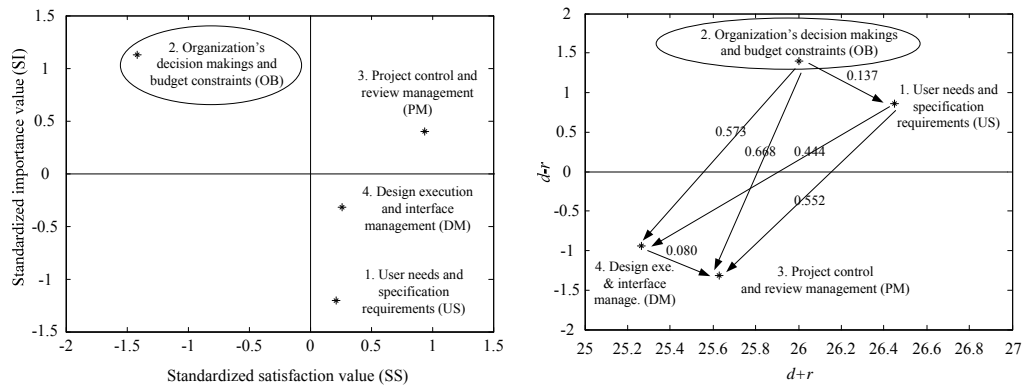 1.5
1
0.5
0
-0.5
-1
-1.5
Standardized importance value (SI)
2. Organization's
decision makings and
budget constraints (OB)
3. Project control and
review management
(PM)
4. Design execution
and interface
management (DM)
1. User needs and
specification
requirements (US)
-2
-1.5
-1
-0.5
0
0.5
1
1.5
Standardized satisfaction value (SS)
2
1.5
1
0.5
0
-0.5
-1
-1.5
-2
d-r
2. Organization's decision makings
and budget constraints (OB)
0.137
1. User needs and
specification
requirements (US)
0.573
0.668
0.444
0.552
0.080
4. Design exe.
& interface
manage. (DM)
3. Project control
and review management (PM)
25
25.2
25.4
25.6
25.8
26
26.2
26.4
26.6
26.8
27
d+r